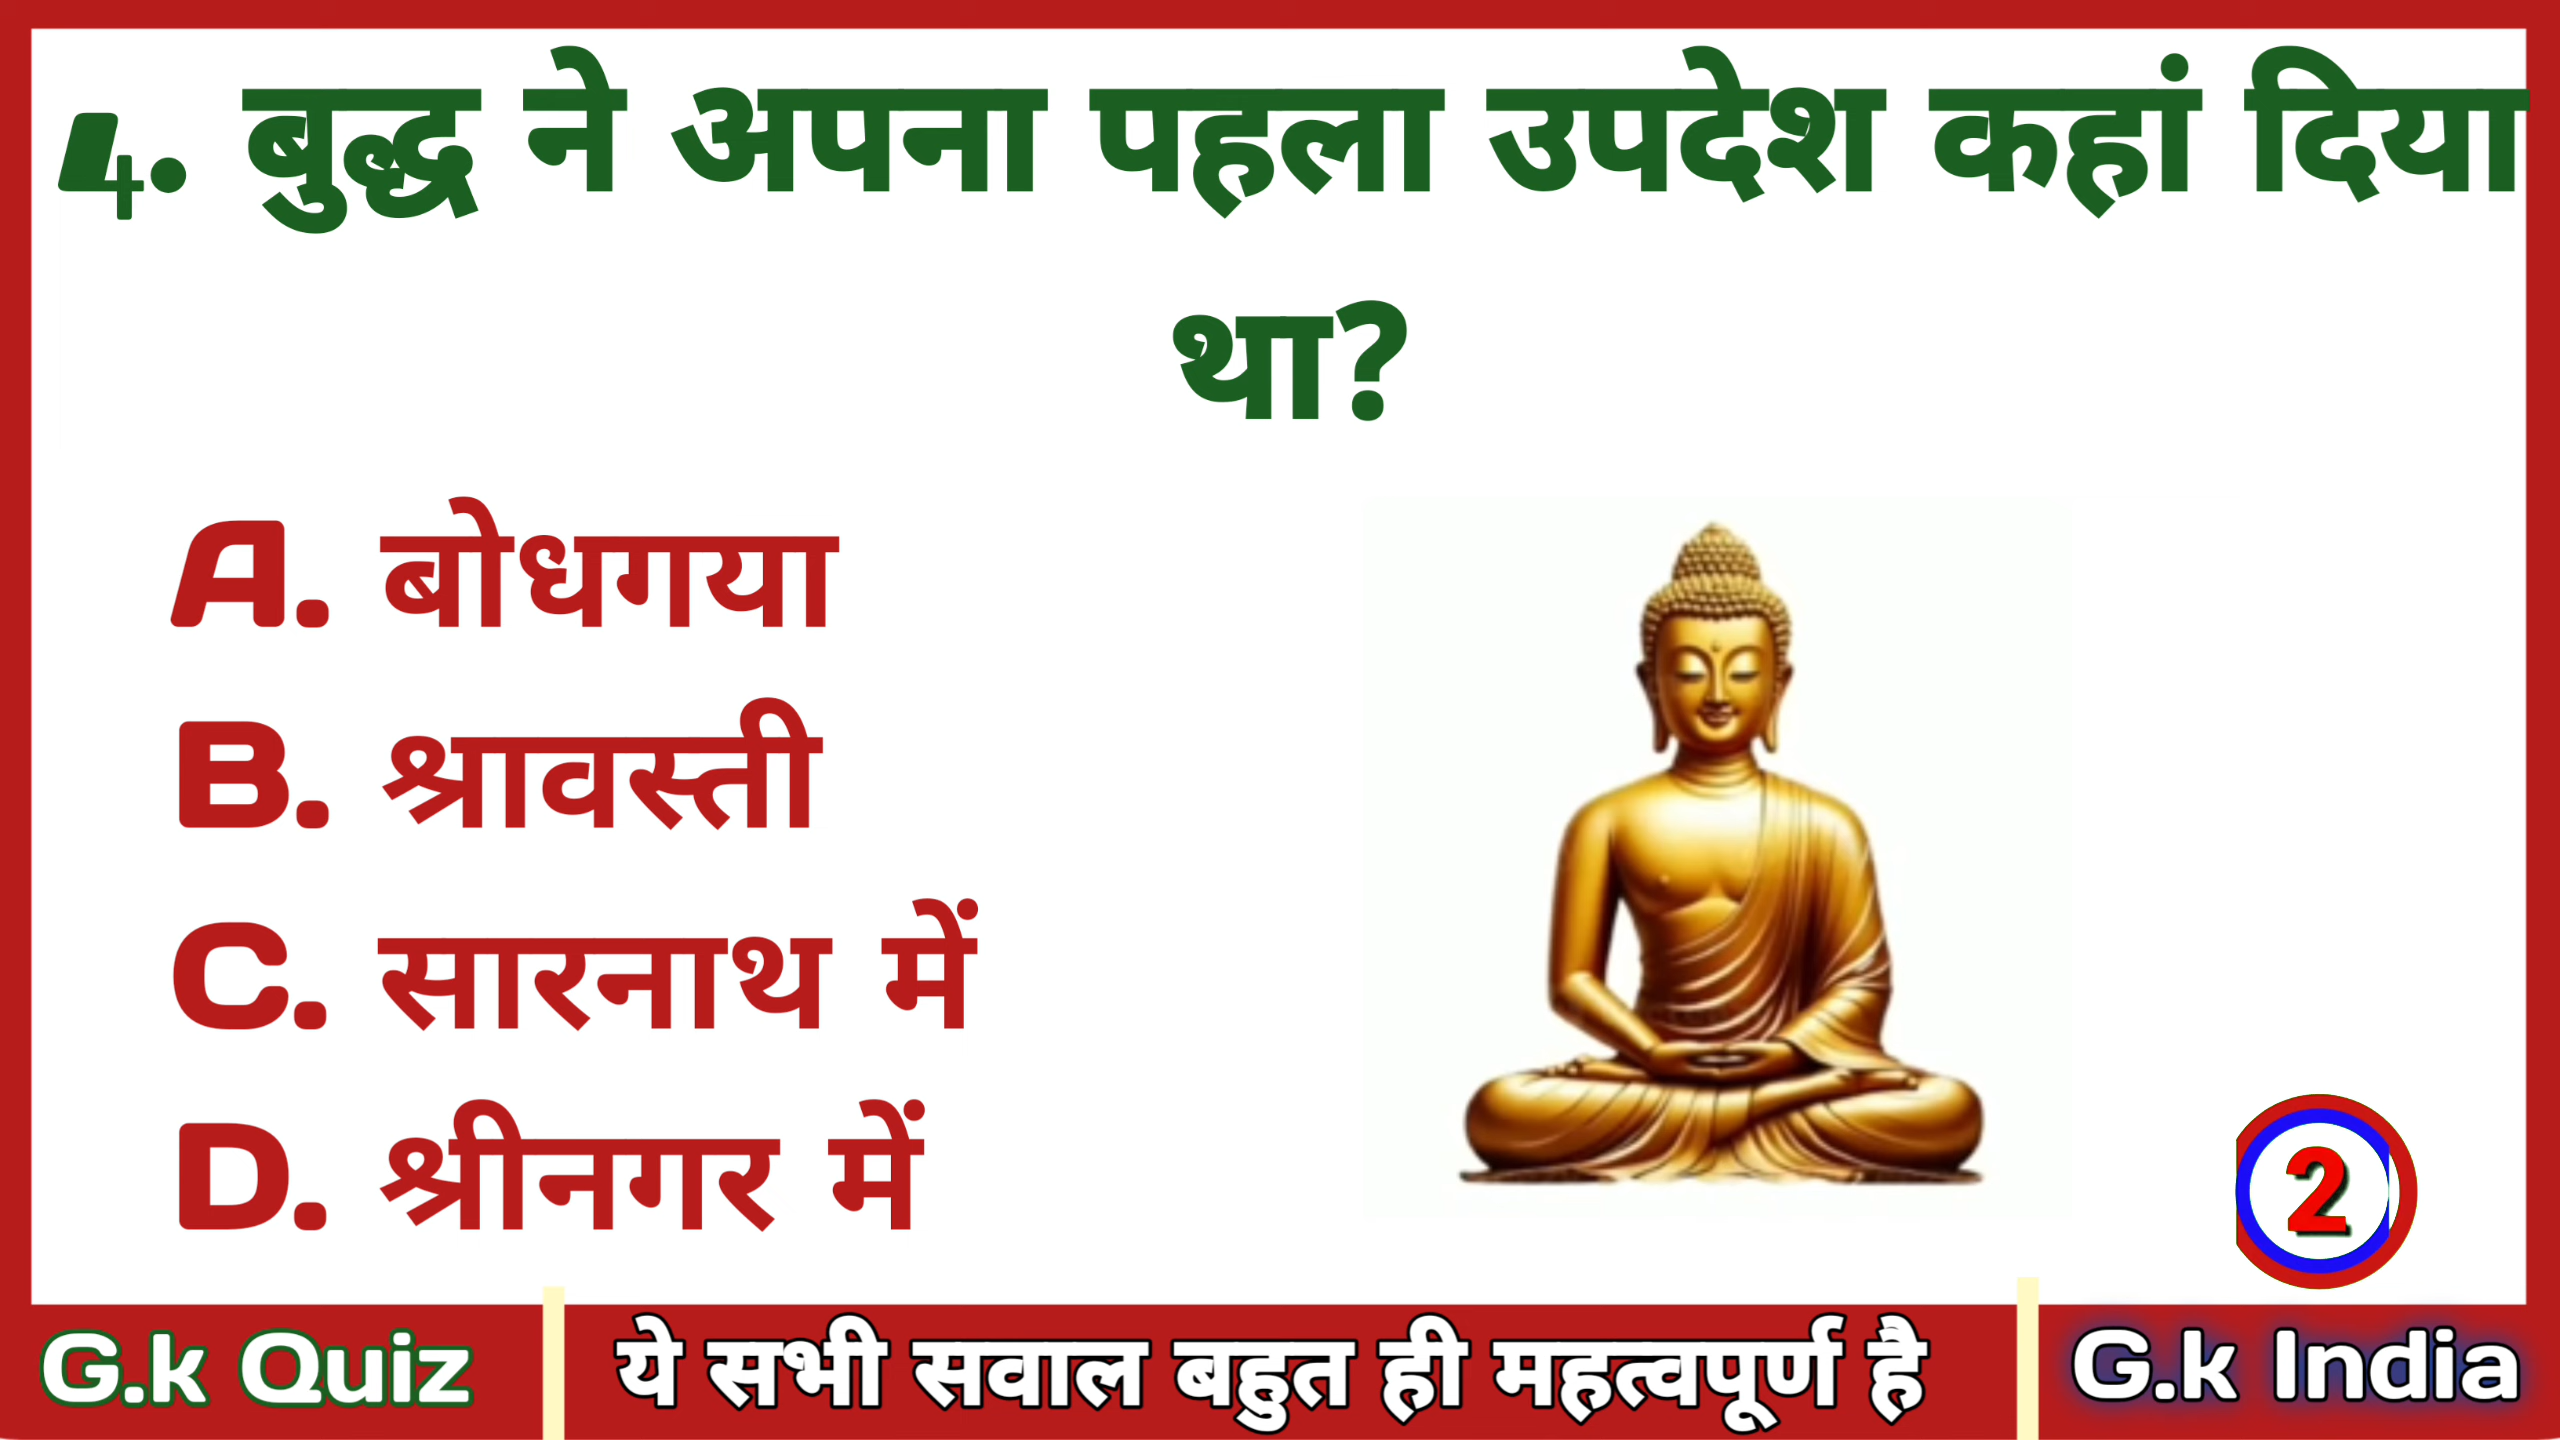 4. बुद्ध ने अपना पहला उपदेश कहां दिया
था?
A. बोधगया
B. श्रावस्ती
C. सारनाथ में
D. श्रीनगर में
2
G.k Quiz
ये सभी सवाल बहुत ही महत्वपूर्ण है
G.k India